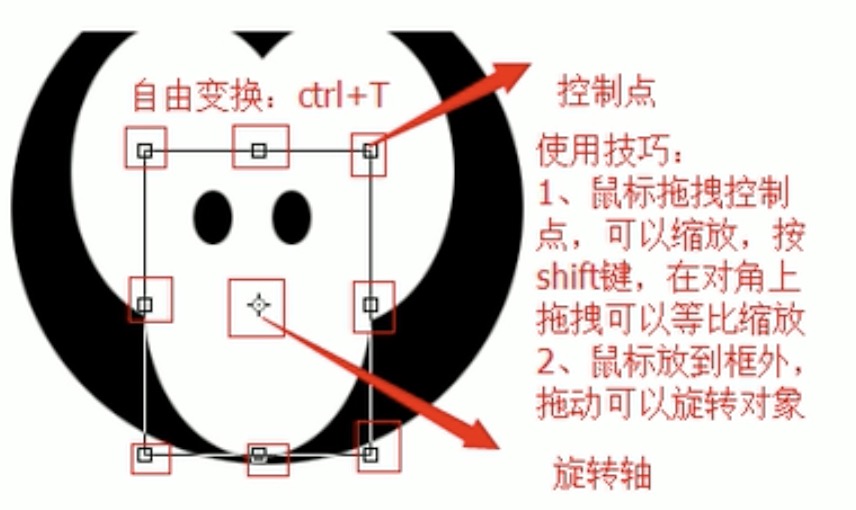 自由变换：ctrl+T
控制点
使用技巧：
1、鼠标拖拽控制
点，可以缩放，按
shift键，在对角上
拖拽可以等比缩放
2、鼠标放到框外，
拖动可以旋转对象
旋转轴